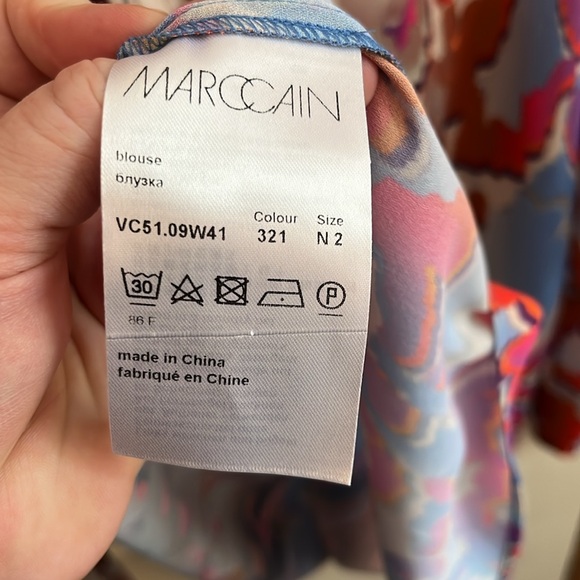 MARCCAIN
blouse
блузка
Colour Size
VC51.09W41 321 N 2
30 P
86 F
made in China
fabriqué en Chine